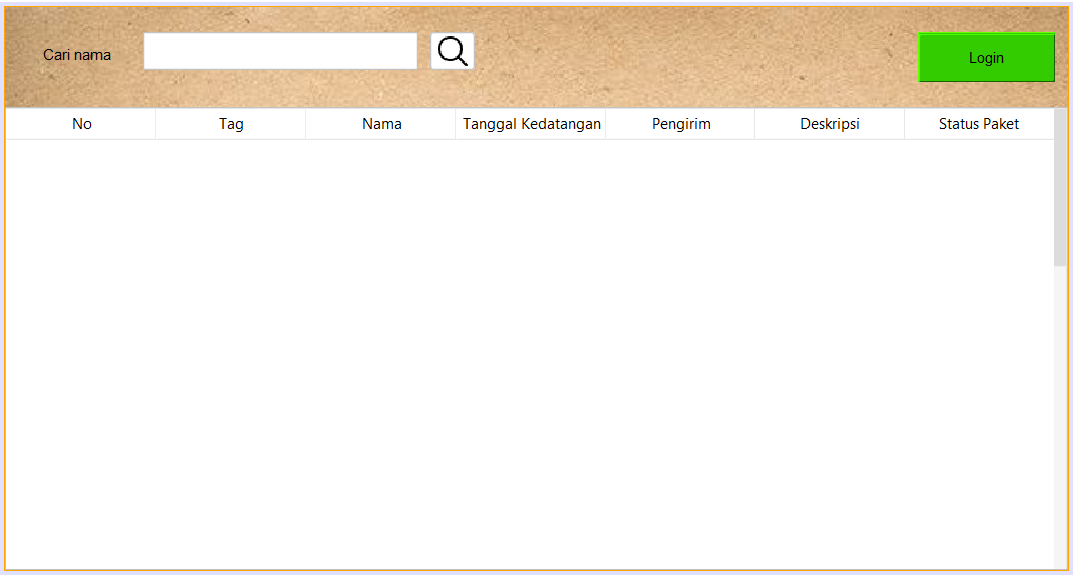 Cari nama
Login
No Tag Nama Tanggal Kedatangan Pengirim Deskripsi Status Paket